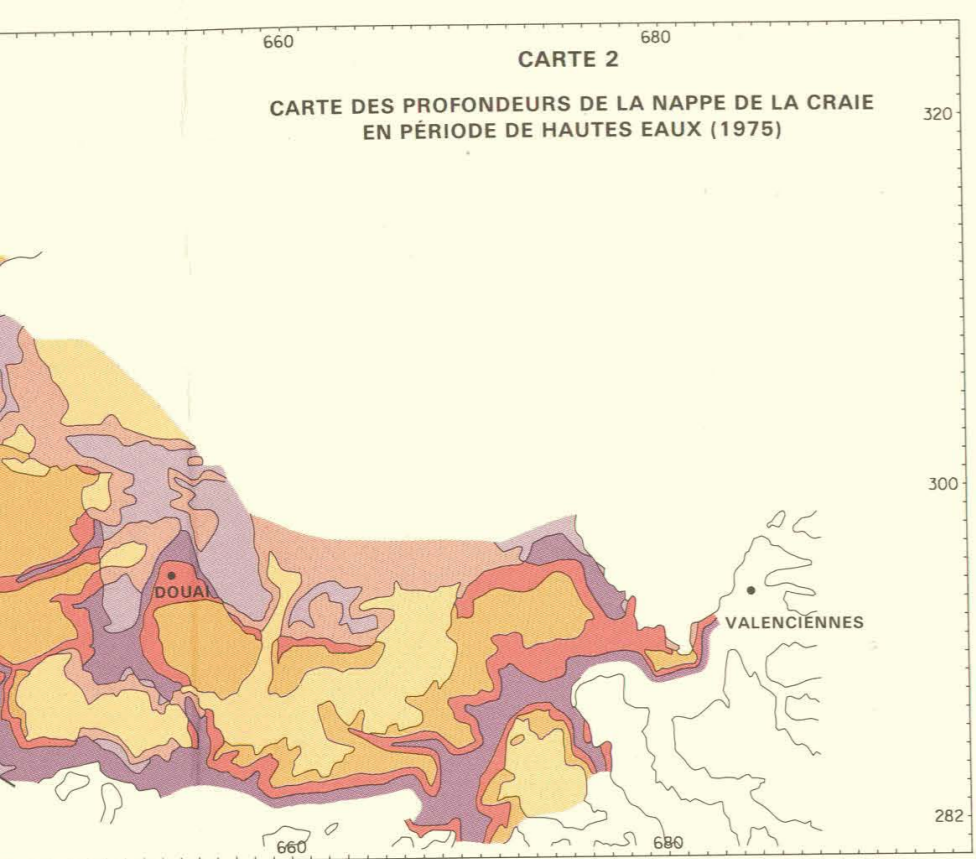 660
680
CARTE 2
CARTE DES PROFONDEURS DE LA NAPPE DE LA CRAIE
EN PÉRIODE DE HAUTES EAUX (1975)
320
300
DOUAI
VALENCIENNES
282
660
680